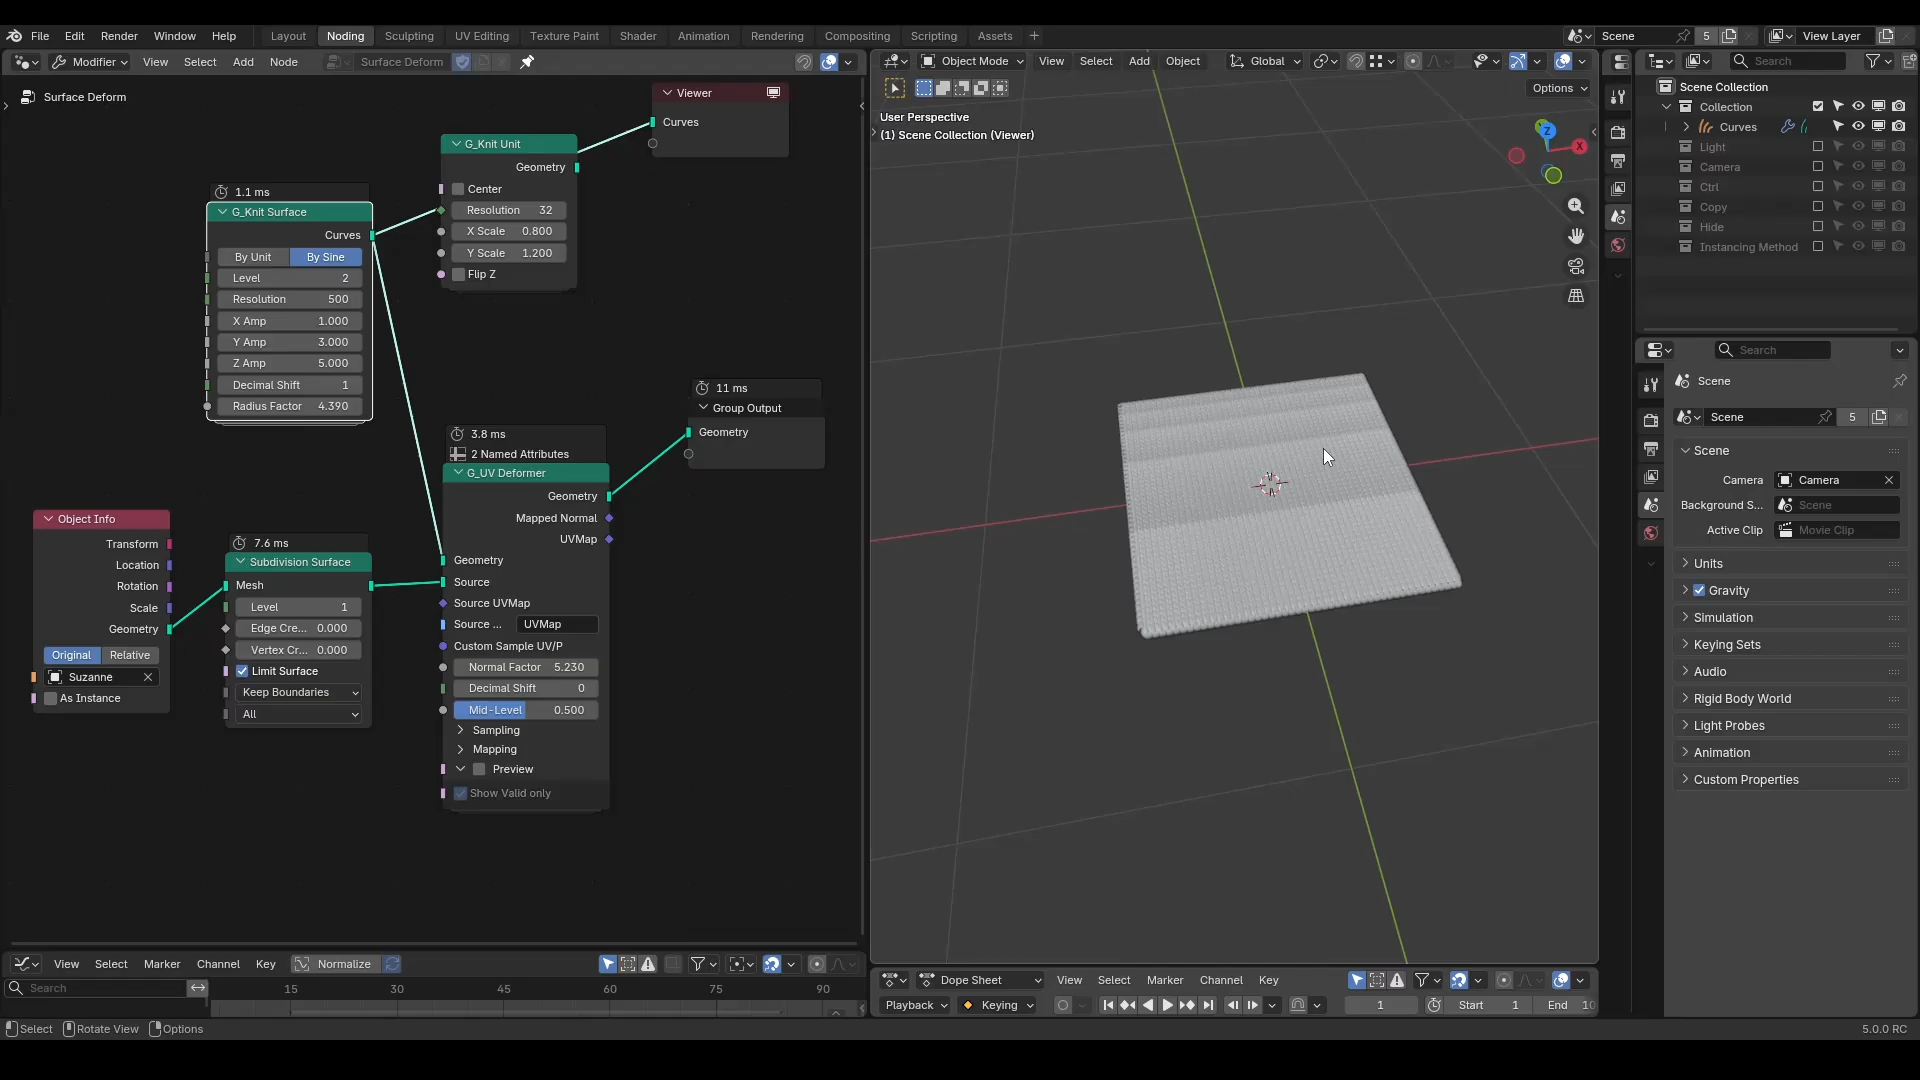 File Edit Render Window Help Layout Noding Sculpting UV Editing Texture Paint Shader Animation Rendering Compositing Scripting Assets + Scene 5 View Layer
Modifier View Select Add Node Surface Deform
Object Mode View Select Add Object Global
Search
Options
Surface Deform
User Perspective
(1) Scene Collection (Viewer)
Viewer
Curves
G_Knit Unit
Geometry
Center
Resolution 32
X Scale 0.800
Y Scale 1.200
Flip Z
1.1 ms
G_Knit Surface
Curves
By Unit By Sine
Level 2
Resolution 500
X Amp 1.000
Y Amp 3.000
Z Amp 5.000
Decimal Shift 1
Radius Factor 4.390
11 ms
Group Output
Geometry
3.8 ms
2 Named Attributes
G_UV Deformer
Geometry
Mapped Normal
UVMap
Geometry
Source
Source UVMap
Source ... UVMap
Custom Sample UV/P
Normal Factor 5.230
Decimal Shift 0
Mid-Level 0.500
Sampling
Mapping
Preview
Show Valid only
Object Info
Transform
Location
Rotation
Scale
Geometry
Original Relative
Suzanne
As Instance
7.6 ms
Subdivision Surface
Mesh
Level 1
Edge Cre... 0.000
Vertex Cr... 0.000
Limit Surface
Keep Boundaries
All
Z
X
Scene Collection
Collection
Curves
Light
Camera
Ctrl
Copy
Hide
Instancing Method
Search
Scene
Scene 5
Scene
Camera Camera
Background S... Scene
Active Clip Movie Clip
Units
Gravity
Simulation
Keying Sets
Audio
Rigid Body World
Light Probes
Animation
Custom Properties
View Select Marker Channel Key Normalize
Search
15 30 45 60 75 90
Dope Sheet View Select Marker Channel Key
Playback Keying 1 Start 1 End 10
Select Rotate View Options
5.0.0 RC